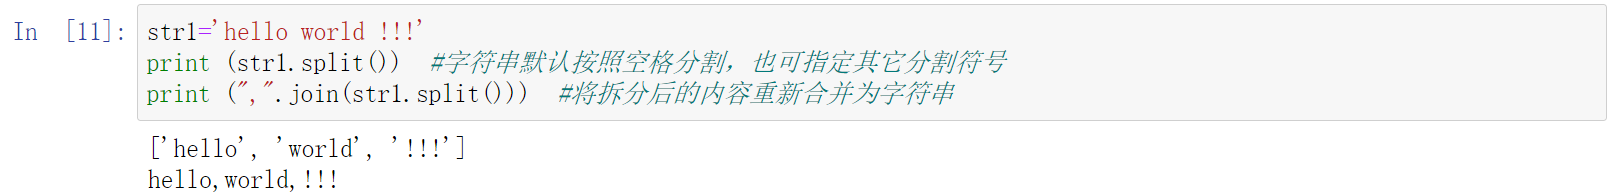 In [11]: str1='hello world !!!'
print (str1.split())  #字符串默认按照空格分割，也可指定其它分割符号
print (",".join(str1.split()))  #将拆分后的内容重新合并为字符串
['hello', 'world', '!!!']
hello,world,!!!